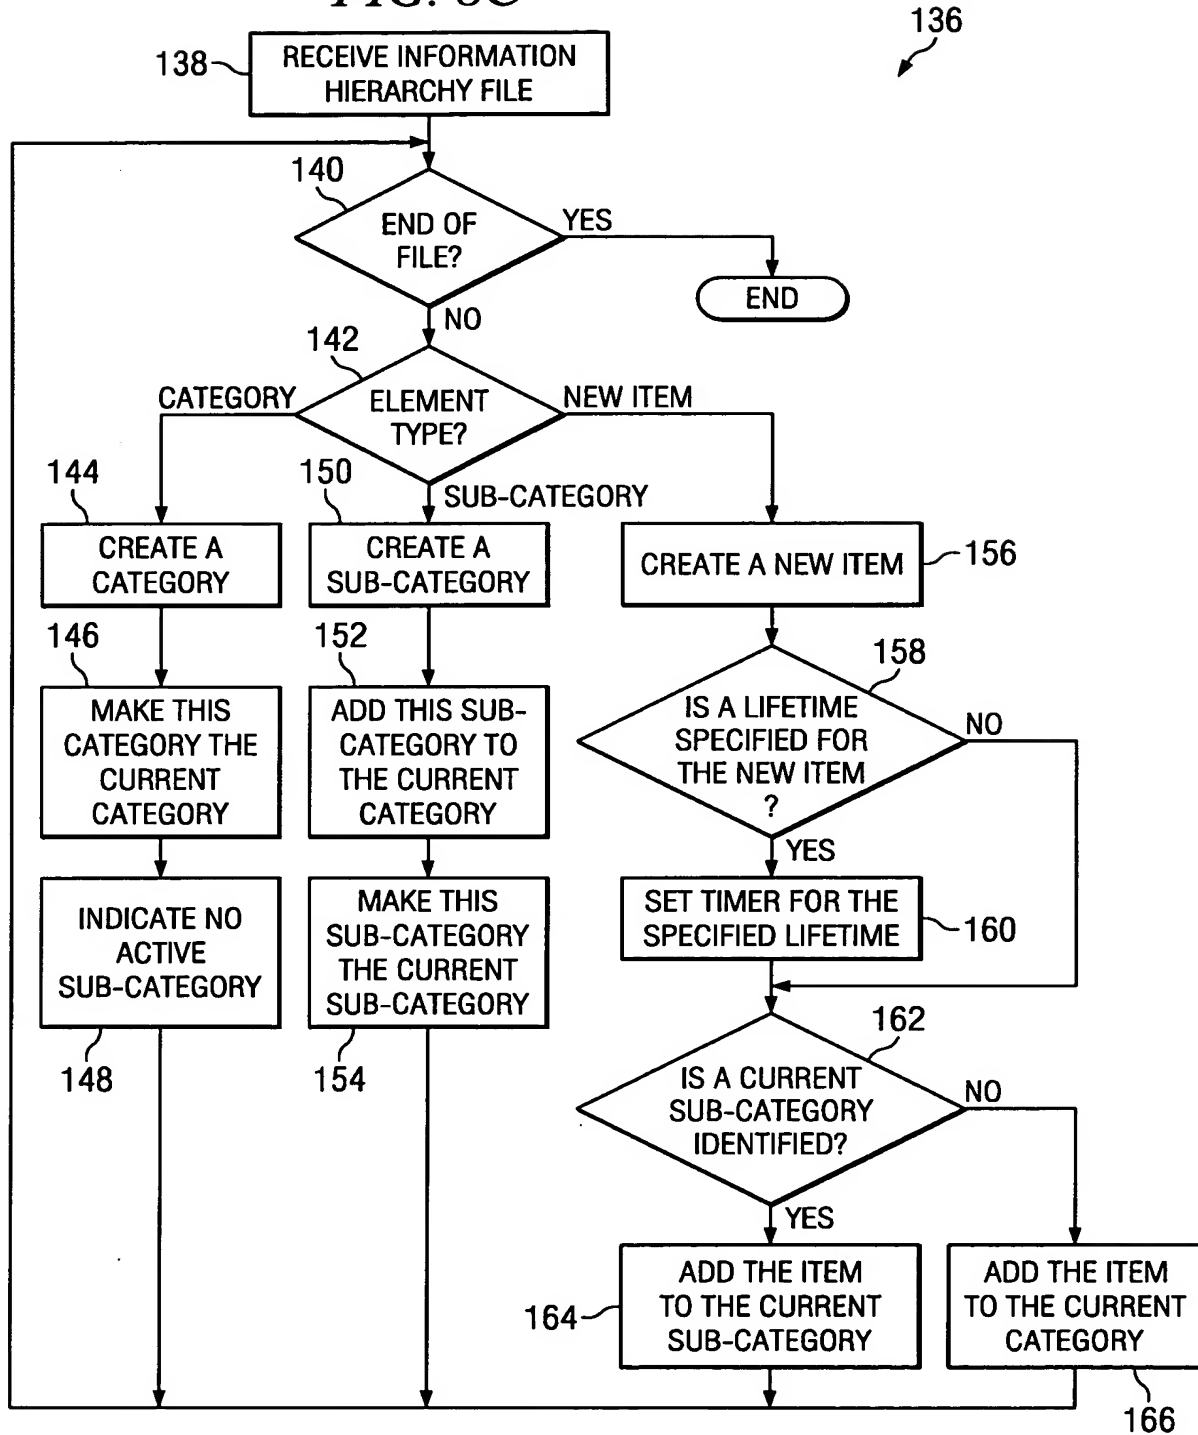 136
138
RECEIVE INFORMATION
HIERARCHY FILE
140
END OF
FILE?
YES
END
NO
142
CATEGORY
ELEMENT
TYPE?
NEW ITEM
144
150
SUB-CATEGORY
CREATE A
CATEGORY
CREATE A
SUB-CATEGORY
CREATE A NEW ITEM
156
146
152
158
MAKE THIS
CATEGORY THE
CURRENT
CATEGORY
ADD THIS SUB-
CATEGORY TO
THE CURRENT
CATEGORY
IS A LIFETIME
SPECIFIED FOR
THE NEW ITEM
?
NO
YES
INDICATE NO
ACTIVE
SUB-CATEGORY
MAKE THIS
SUB-CATEGORY
THE CURRENT
SUB-CATEGORY
SET TIMER FOR THE
SPECIFIED LIFETIME
160
148
154
162
IS A CURRENT
SUB-CATEGORY
IDENTIFIED?
NO
YES
164
ADD THE ITEM
TO THE CURRENT
SUB-CATEGORY
ADD THE ITEM
TO THE CURRENT
CATEGORY
166